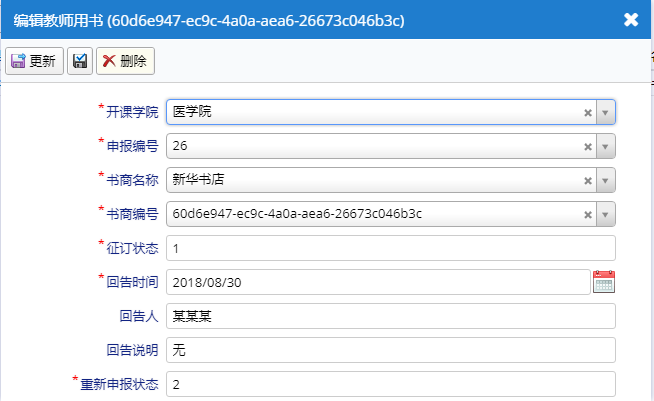 编辑教师用书 (60d6e947-ec9c-4a0a-aea6-26673c046b3c)
更新 删除
*开课学院 医学院
*申报编号 26
*书商名称 新华书店
*书商编号 60d6e947-ec9c-4a0a-aea6-26673c046b3c
*征订状态 1
*回告时间 2018/08/30
回告人 某某某
回告说明 无
*重新申报状态 2